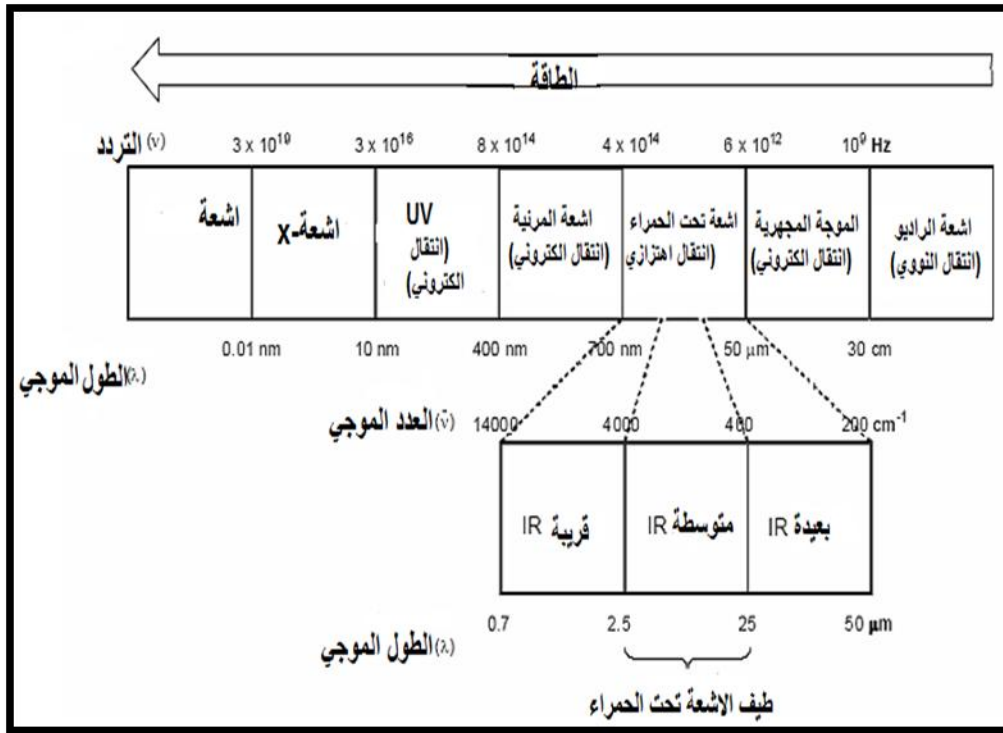 الطاقة
التردد (ν) 3 x 10¹⁹ 3 x 10¹⁶ 8 x 10¹⁴ 4 x 10¹⁴ 6 x 10¹² 10⁹ Hz
اشعة
اشعة-X
UV
(انتقال
الكتروني)
اشعة المرئية
(انتقال الكتروني)
اشعة تحت الحمراء
(انتقال اهتزازي
الموجة المجهرية
(انتقال الكتروني)
اشعة الراديو
(انتقال النووي)
0.01 nm 10 nm 400 nm 700 nm 50 µm 30 cm
الطول الموجي (λ)
العدد الموجي (ν̄) 14000 4000 400 200 cm⁻¹
قريبة IR
متوسطة IR
بعيدة IR
0.7 2.5 25 50 µm
الطول الموجي (λ)
طيف الاشعة تحت الحمراء